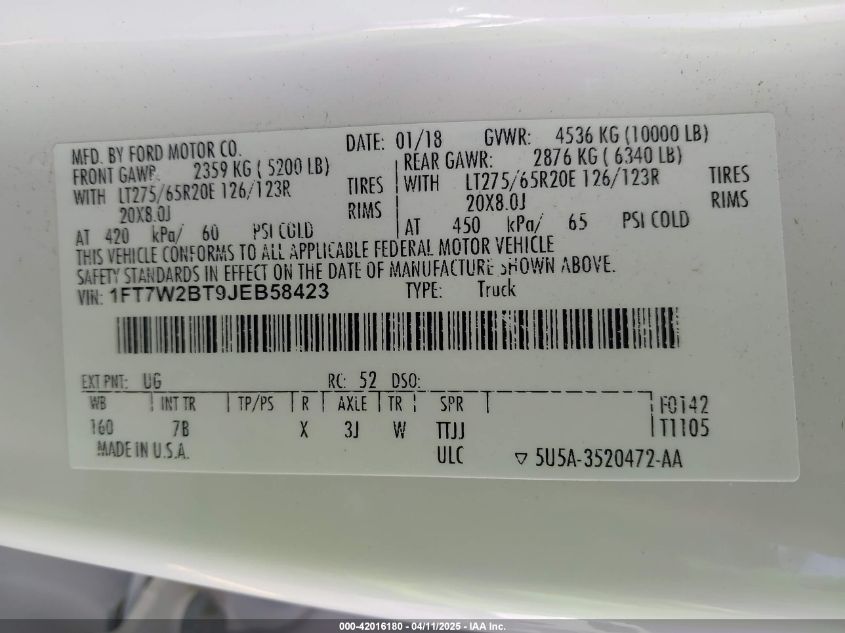 MFD. BY FORD MOTOR CO. DATE: 01/18 GVWR: 4536 KG (10000 LB)
FRONT GAWR: 2359 KG ( 5200 LB) REAR GAWR: 2876 KG ( 6340 LB)
WITH LT275/65R20E 126/123R TIRES WITH LT275/65R20E 126/123R TIRES
20X8.0J RIMS 20X8.0J RIMS
AT 420 kPa/ 60 PSI COLD AT 450 kPa/ 65 PSI COLD
THIS VEHICLE CONFORMS TO ALL APPLICABLE FEDERAL MOTOR VEHICLE
SAFETY STANDARDS IN EFFECT ON THE DATE OF MANUFACTURE SHOWN ABOVE.
VIN: 1FT7W2BT9JEB58423 TYPE: Truck
EXT PNT: UG RC: 52 DSO:
WB INT TR TP/PS R AXLE TR SPR F0142
160 7B X 3J W TTJJ T1105
MADE IN U.S.A. ULC ▽ 5U5A-3520472-AA
000-42016180 - 04/11/2025 - IAA Inc.